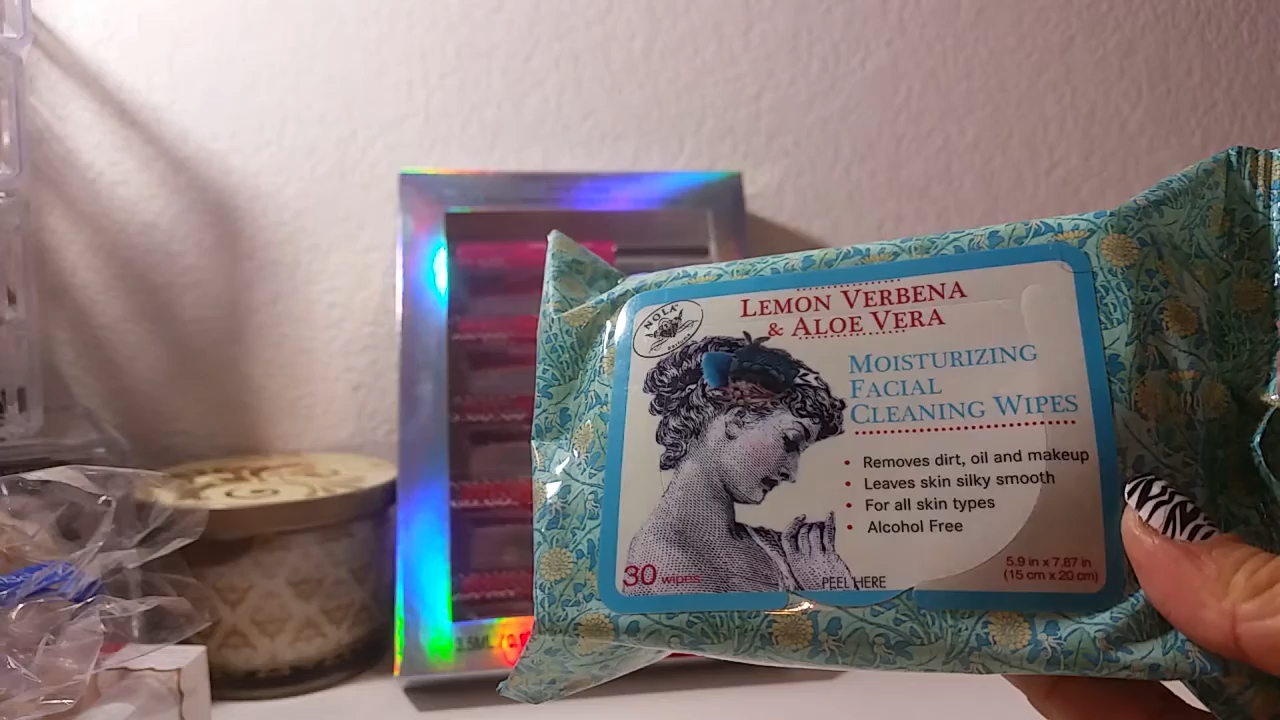 NOLA
LEMON VERBENA
& ALOE VERA
MOISTURIZING
FACIAL
CLEANING WIPES
• Removes dirt, oil and makeup
• Leaves skin silky smooth
• For all skin types
• Alcohol Free
30 wipes
PEEL HERE
5.9 in x 7.87 in
(15 cm x 20 cm)